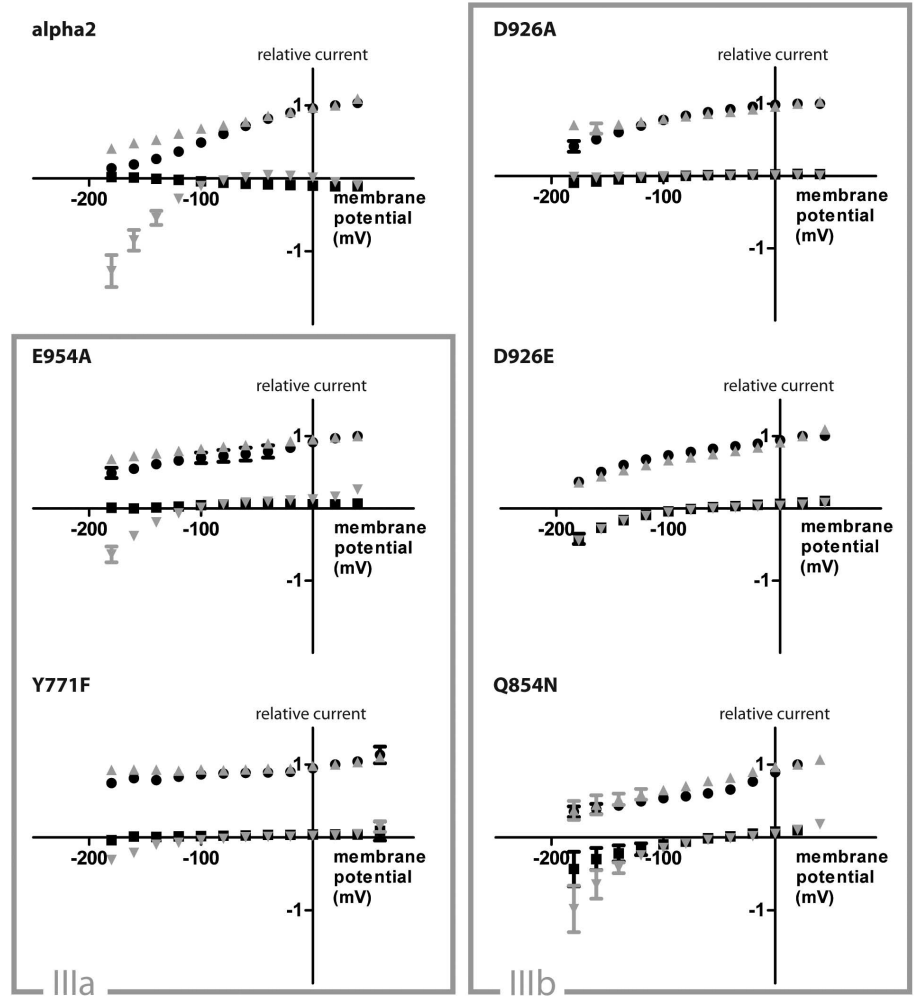 alpha2
relative current
1
-200
-100
membrane
potential
(mV)
-1
E954A
relative current
1
-200
-100
membrane
potential
(mV)
-1
Y771F
relative current
1
-200
-100
membrane
potential
(mV)
-1
IIIa
D926A
relative current
1
-200
-100
membrane
potential
(mV)
-1
D926E
relative current
1
-200
-100
membrane
potential
(mV)
-1
Q854N
relative current
1
-200
-100
membrane
potential
(mV)
-1
IIIb